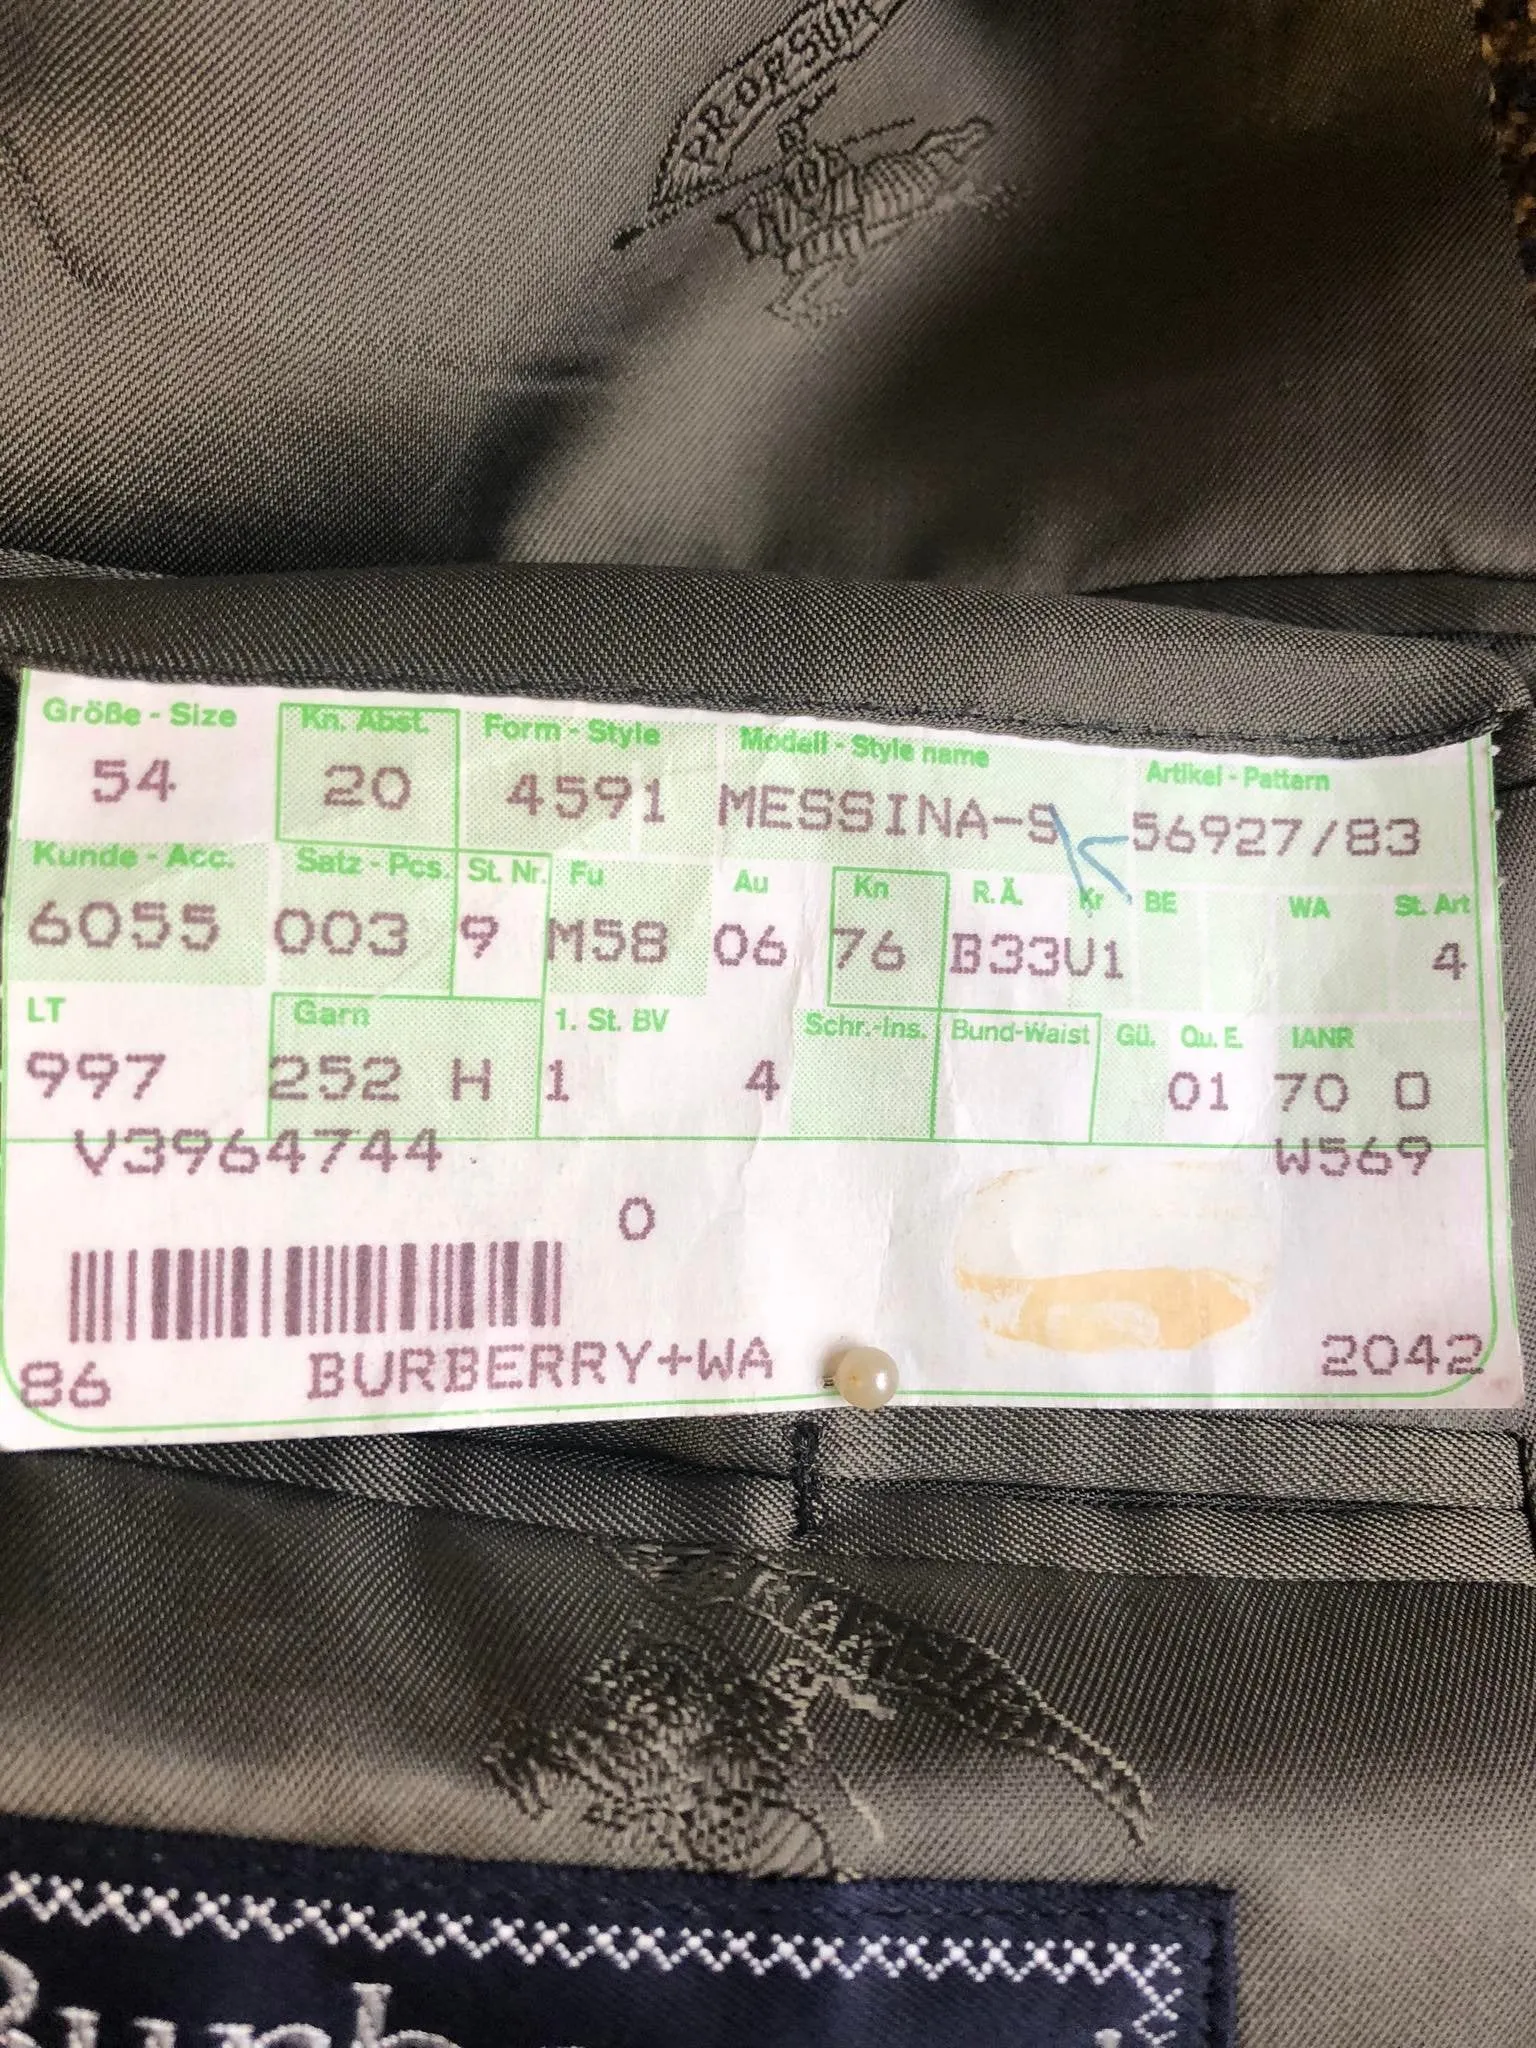 PRORSUM
Größe - Size Kn. Abst. Form - Style Modell - Style name Artikel - Pattern
54 20 4591 MESSINA-S 56927/83
Kunde - Acc. Satz - Pcs. St. Nr. Fu Au Kn R.Ä. Kr BE WA St. Art
6055 003 9 M58 06 76 B33U1 4
LT Garn 1. St. BV Schr.-Ins. Bund-Waist Gü. Qu. E. IANR
997 252 H 1 4 01 70 0
V3964744 W569
0
86 BURBERRY+WA 2042